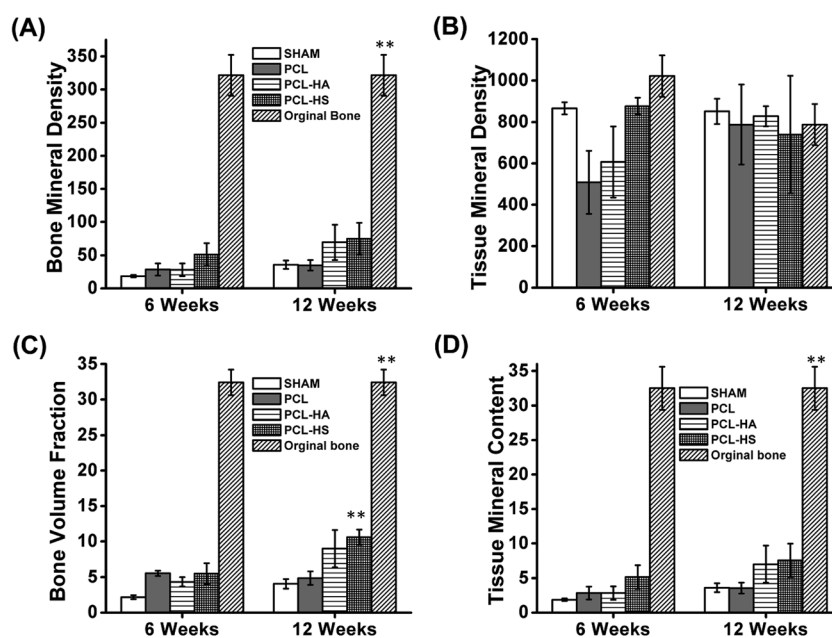 (A)
Bone Mineral Density
350
300
250
200
150
100
50
0
SHAM
PCL
PCL-HA
PCL-HS
Orginal Bone
**
6 Weeks
12 Weeks
(B)
Tissue Mineral Density
1200
1000
800
600
400
200
0
6 Weeks
12 Weeks
(C)
Bone Volume Fraction
35
30
25
20
15
10
5
0
SHAM
PCL
PCL-HA
PCL-HS
Orginal bone
**
**
6 Weeks
12 Weeks
(D)
Tissue Mineral Content
35
30
25
20
15
10
5
0
SHAM
PCL
PCL-HA
PCL-HS
Orginal bone
**
6 Weeks
12 Weeks